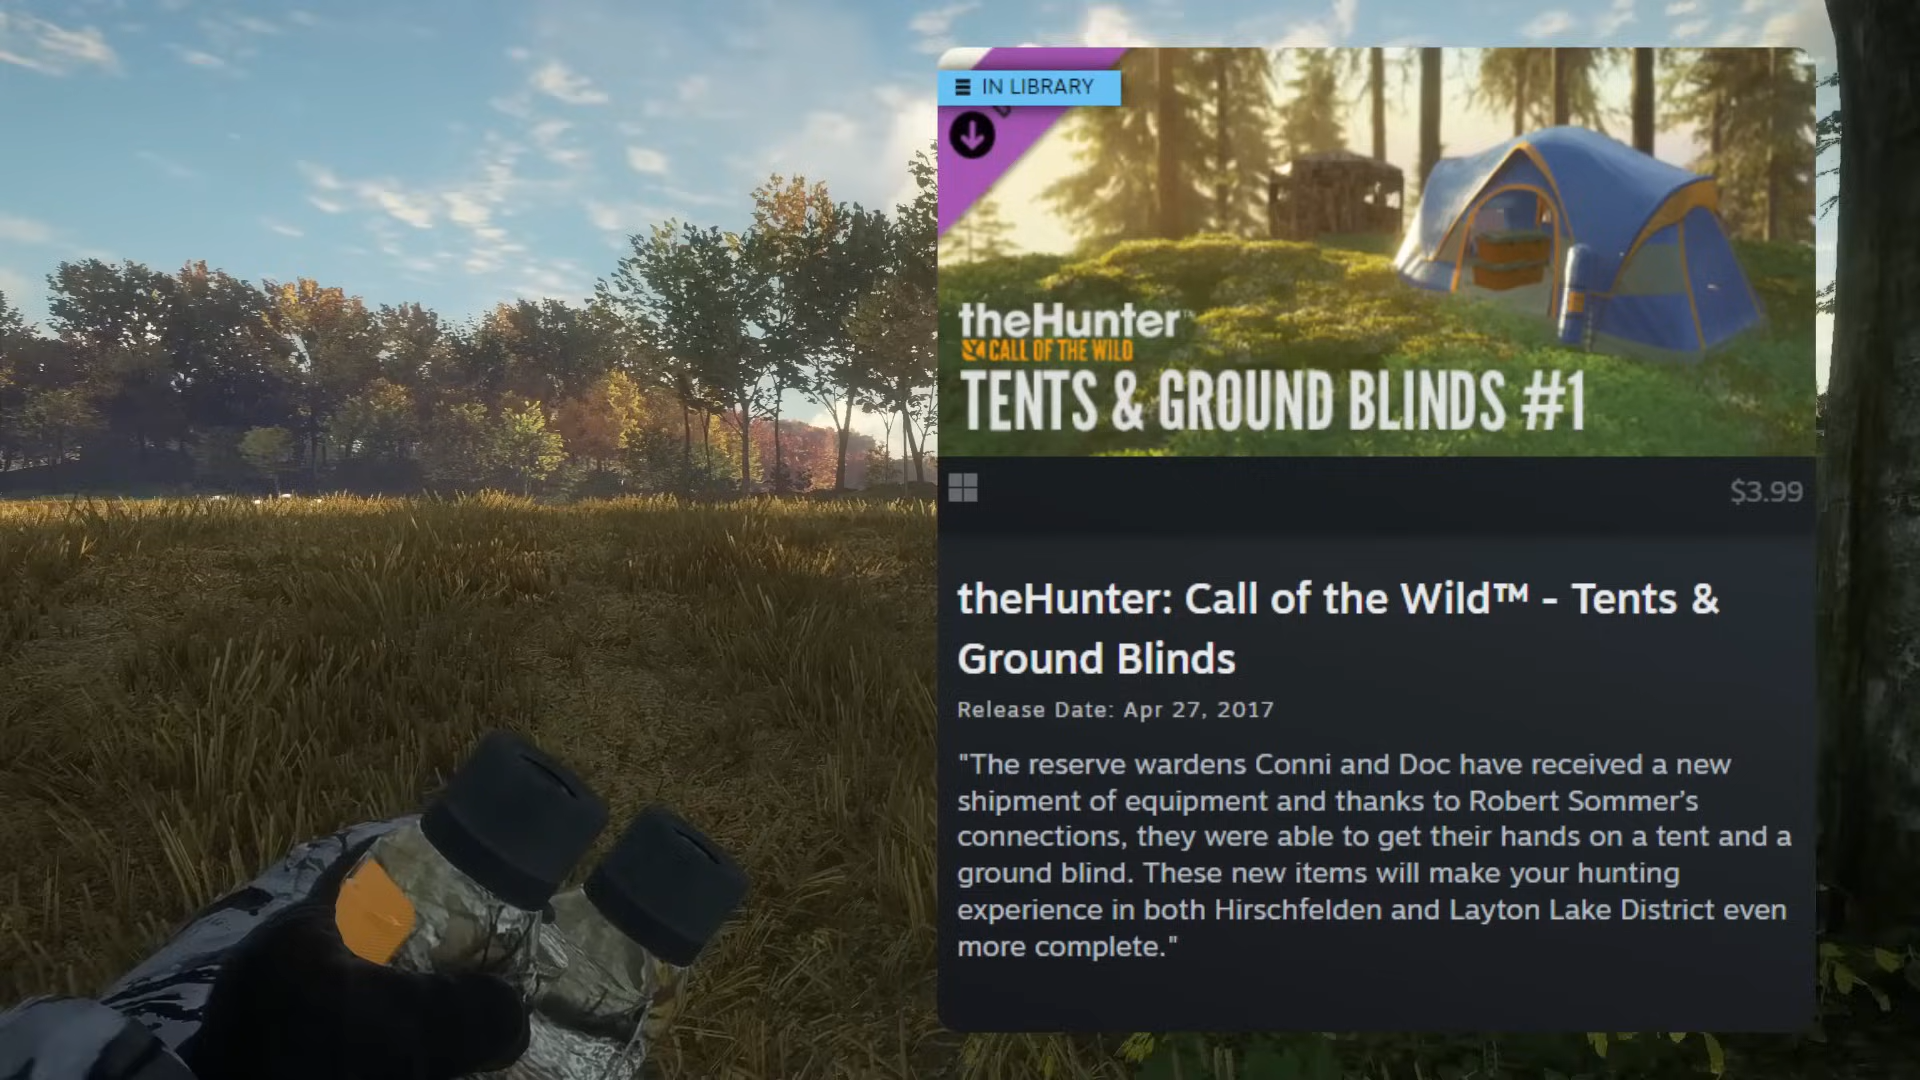 IN LIBRARY
theHunter™
CALL OF THE WILD
TENTS & GROUND BLINDS #1
$3.99
theHunter: Call of the Wild™ - Tents &
Ground Blinds
Release Date: Apr 27, 2017
"The reserve wardens Conni and Doc have received a new
shipment of equipment and thanks to Robert Sommer's
connections, they were able to get their hands on a tent and a
ground blind. These new items will make your hunting
experience in both Hirschfelden and Layton Lake District even
more complete."